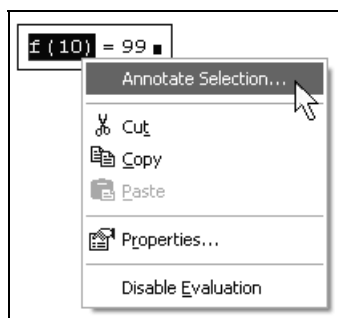 f (10) = 99
Annotate Selection...
Cut
Copy
Paste
Properties...
Disable Evaluation